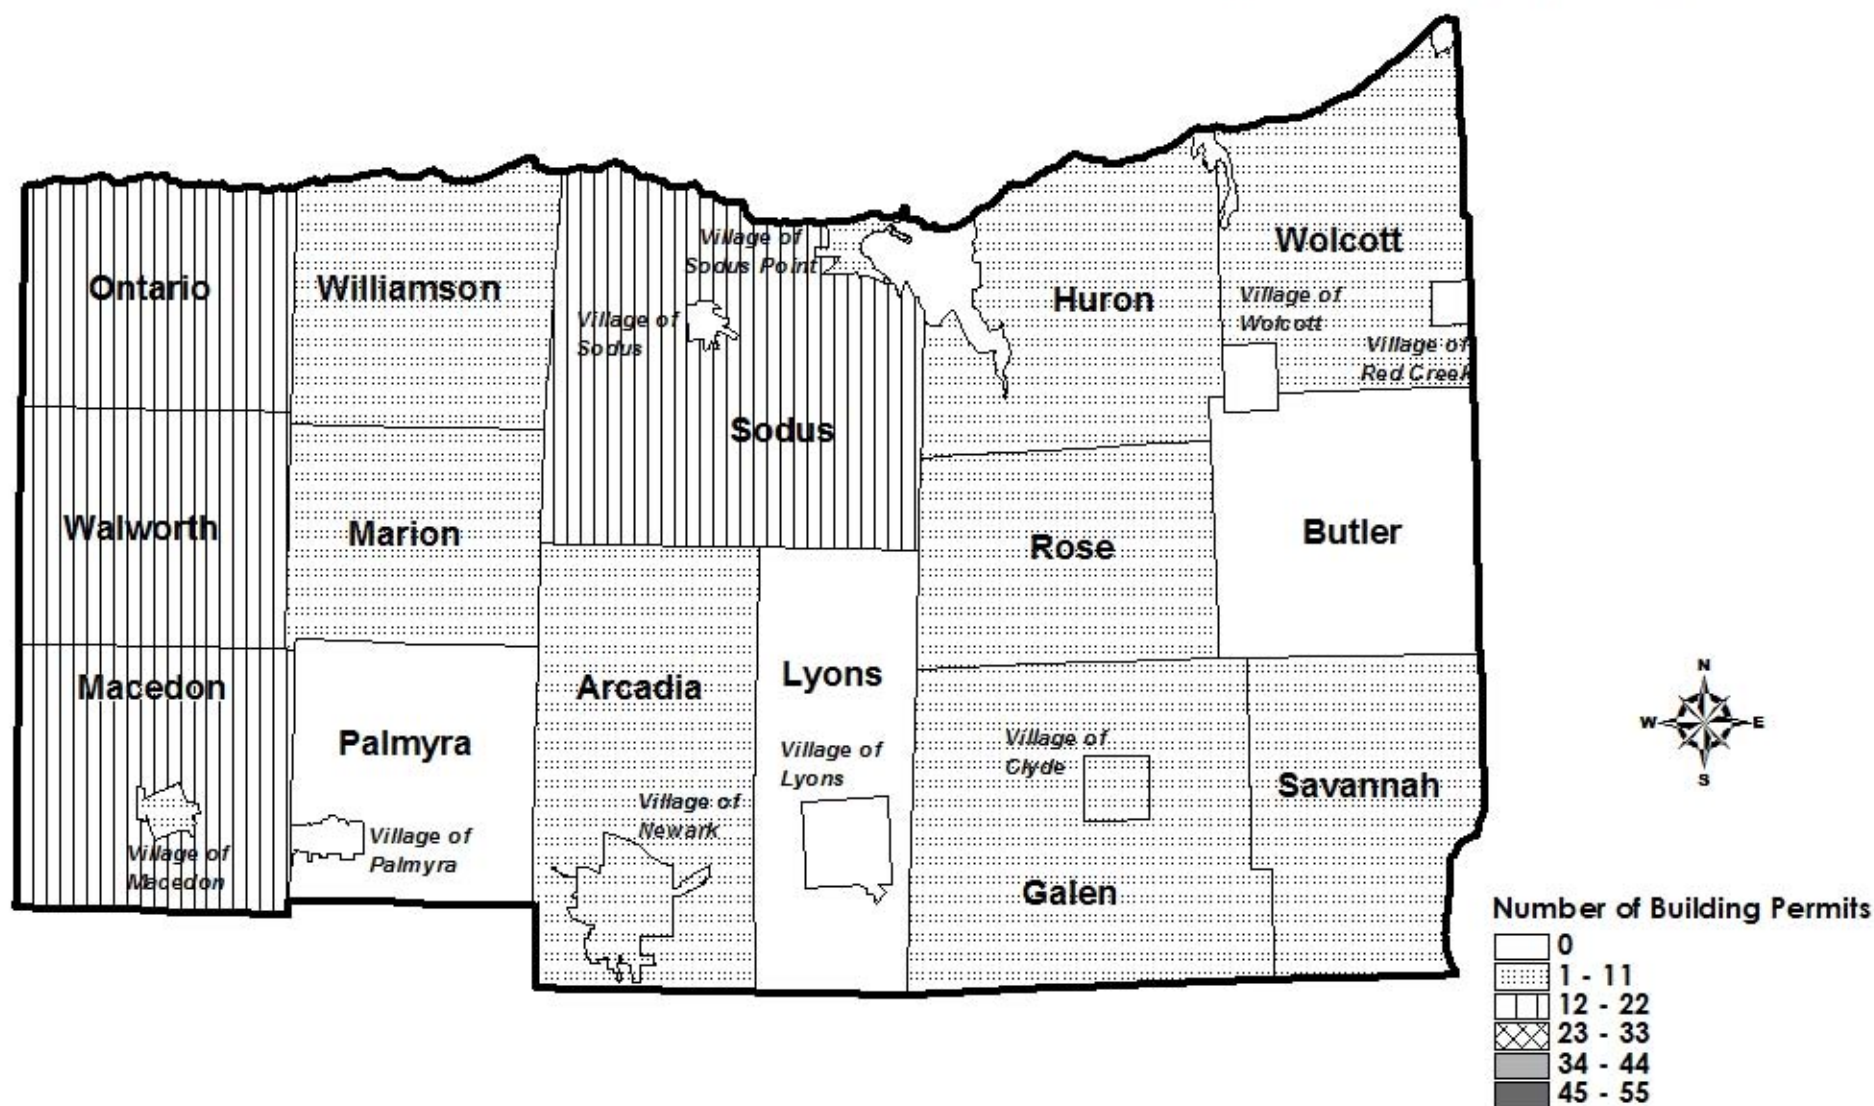 Wolcott
Ontario
Williamson
Village of
Sodus Point
Village of
Sodus
Huron
Village of
Wolcott
Village of
Red Creek
Sodus
Walworth
Marion
Rose
Butler
Macedon
Palmyra
Arcadia
Lyons
Village of
Lyons
Village of
Clyde
Savannah
Village of
Newark
Village of
Palmyra
Village of
Macedon
Galen
N
W
E
S
Number of Building Permits
0
1 - 11
12 - 22
23 - 33
34 - 44
45 - 55